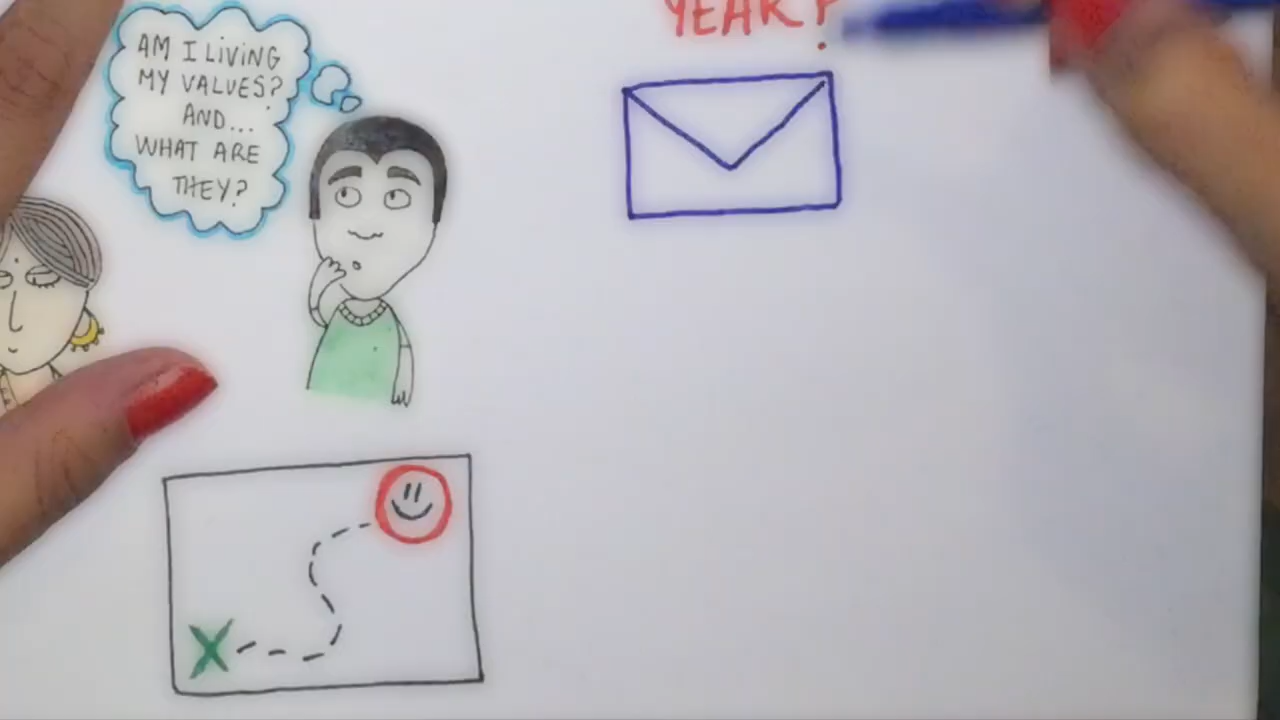 AM I LIVING
MY VALUES?
AND...
WHAT ARE
THEY?
YEAR?